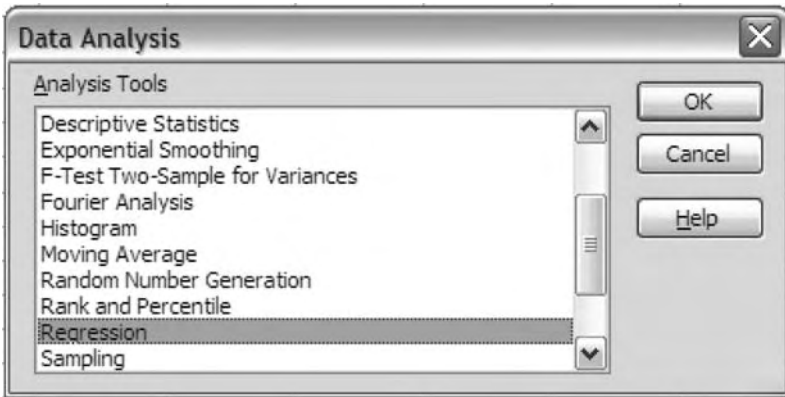 Data Analysis
Analysis Tools
Descriptive Statistics
Exponential Smoothing
F-Test Two-Sample for Variances
Fourier Analysis
Histogram
Moving Average
Random Number Generation
Rank and Percentile
Regression
Sampling
OK
Cancel
Help